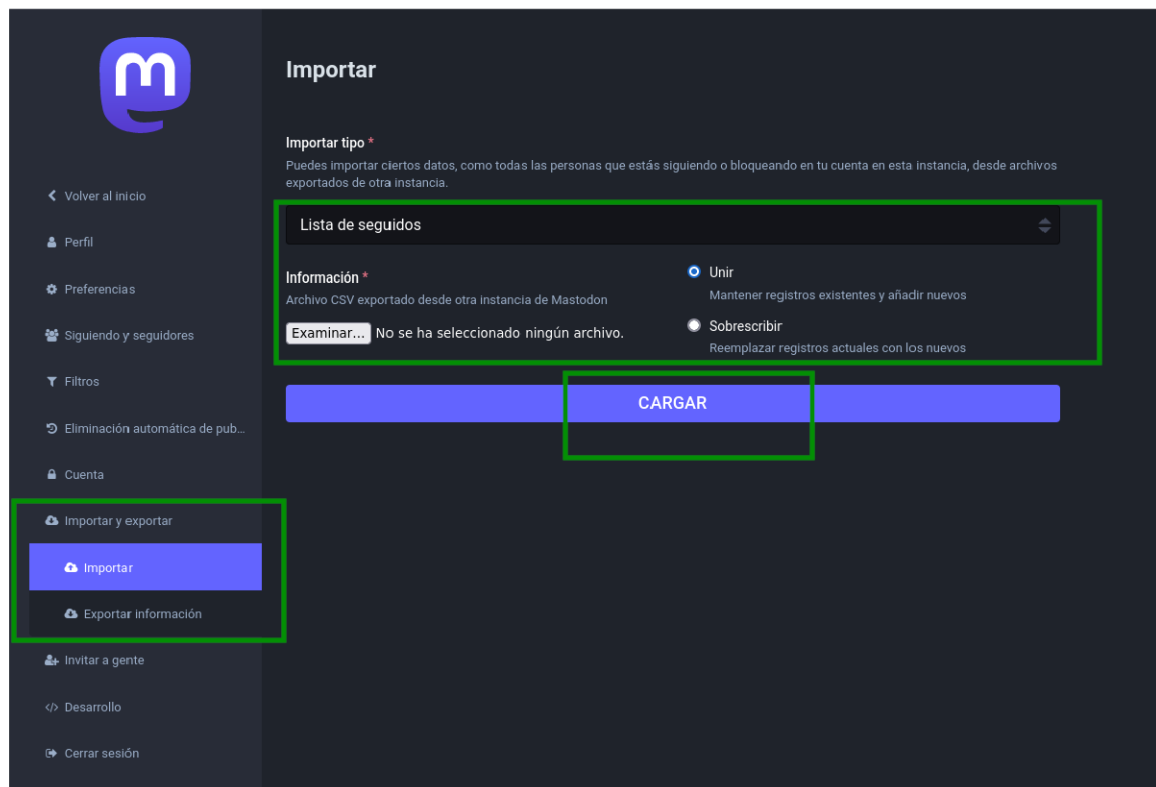 m
Volver al inicio
Perfil
Preferencias
Siguiendo y seguidores
Filtros
Eliminación automática de pub...
Cuenta
Importar y exportar
Importar
Exportar información
Invitar a gente
Desarrollo
Cerrar sesión
Importar
Importar tipo *
Puedes importar ciertos datos, como todas las personas que estás siguiendo o bloqueando en tu cuenta en esta instancia, desde archivos
exportados de otra instancia.
Lista de seguidos
Información *
Archivo CSV exportado desde otra instancia de Mastodon
Examinar... No se ha seleccionado ningún archivo.
Unir
Mantener registros existentes y añadir nuevos
Sobrescribir
Reemplazar registros actuales con los nuevos
CARGAR